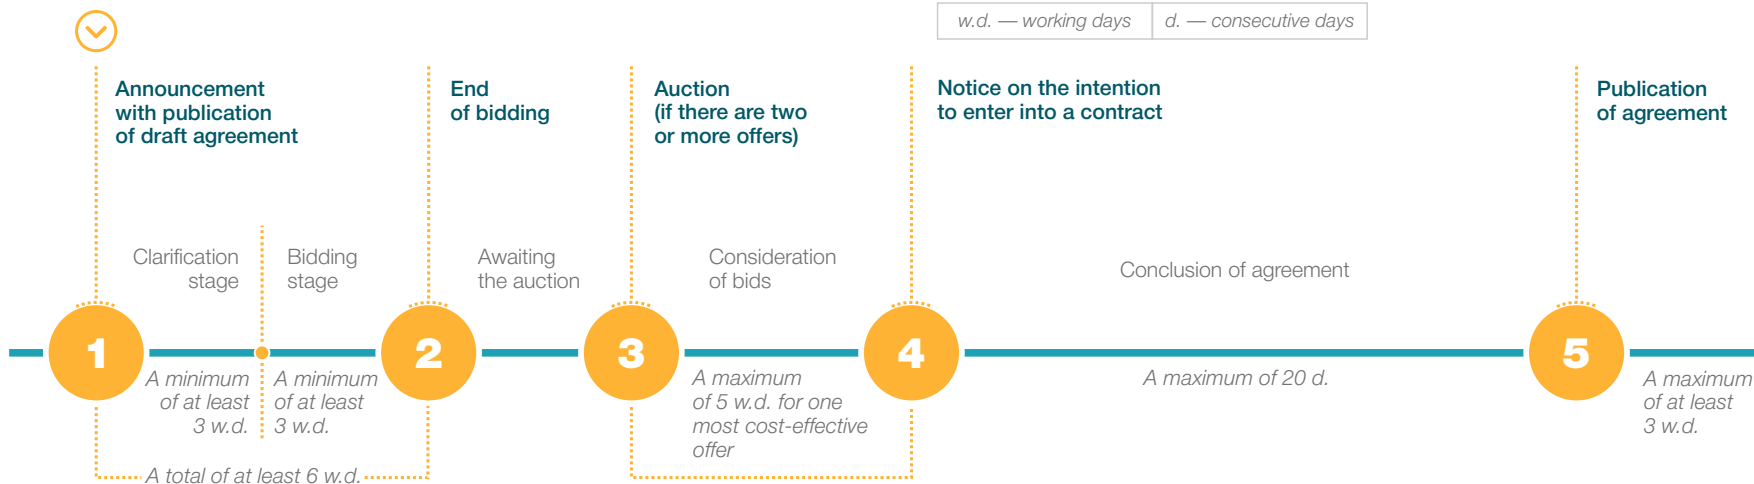 w.d. — working days
d. — consecutive days
Announcement
with publication
of draft agreement
End
of bidding
Auction
(if there are two
or more offers)
Notice on the intention
to enter into a contract
Publication
of agreement
Clarification
stage
Bidding
stage
Awaiting
the auction
Consideration
of bids
Conclusion of agreement
1
2
3
4
5
A minimum
of at least
3 w.d.
A minimum
of at least
3 w.d.
A maximum
of 5 w.d. for one
most cost-effective
offer
A maximum of 20 d.
A maximum
of at least
3 w.d.
A total of at least 6 w.d.